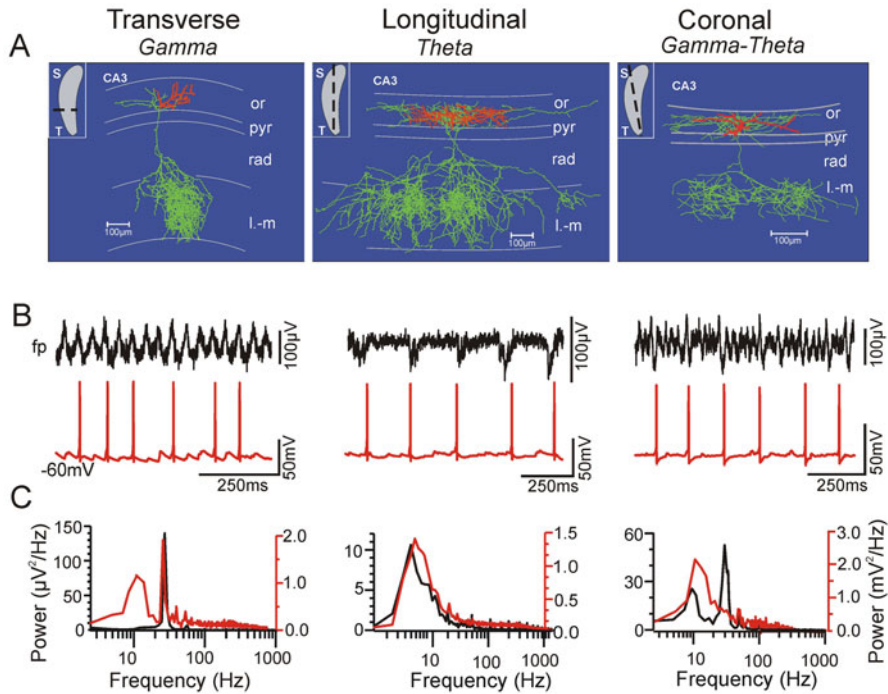 Transverse Longitudinal Coronal
Gamma Theta Gamma-Theta
A
S CA3 or pyr rad l.-m T 100µm
S CA3 or pyr rad l.-m T 100µm
S CA3 or pyr rad l.-m T 100µm
B
fp 100µV 100µV 100µV
-60mV 50mV 50mV 50mV
250ms 250ms 250ms
C
Power (µV²/Hz)
150 100 50 0
2.0 1.0 0.0
10 5 0
1.5 1.0 0.5 0.0
60 30 0
3.0 2.0 1.0 0.0
Power (mV²/Hz)
10 100 1000 10 100 1000 10 100 1000
Frequency (Hz) Frequency (Hz) Frequency (Hz)